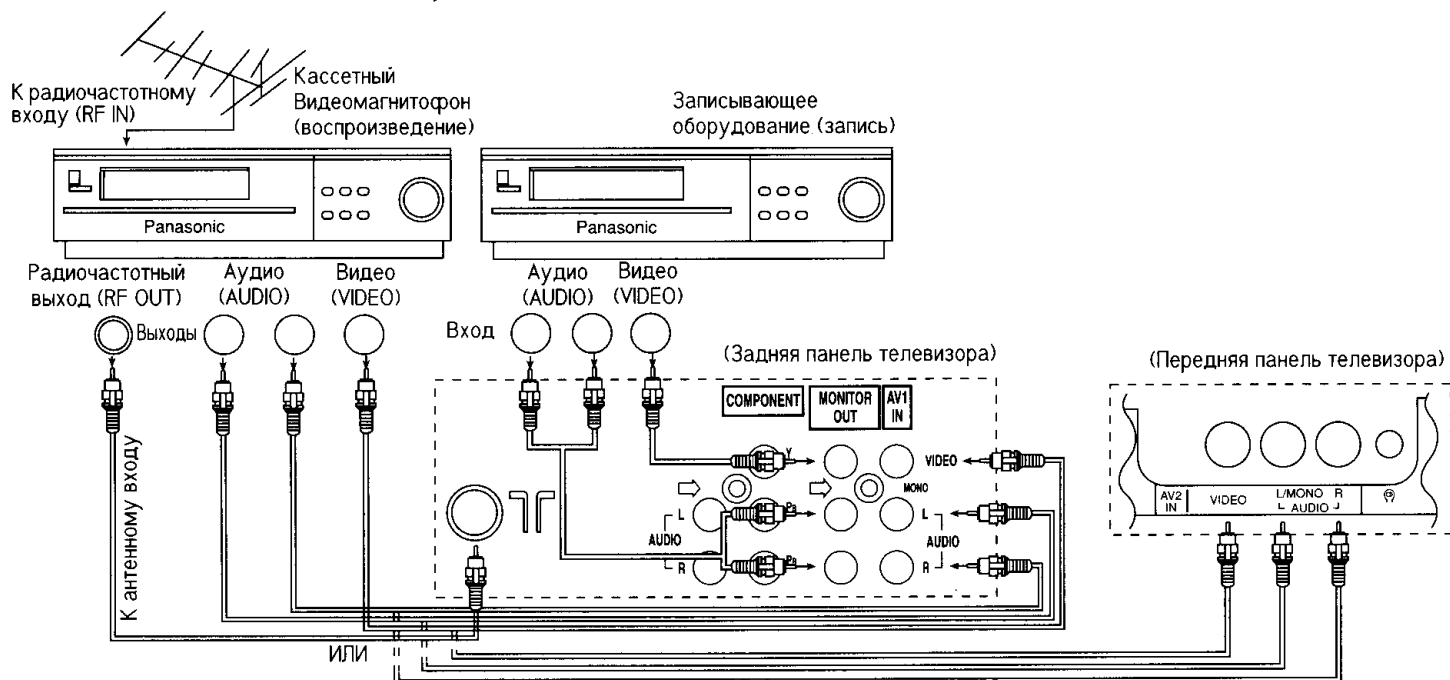 К радиочастотному
входу (RF IN)
Кассетный
Видеомагнитофон
(воспроизведение)
Записывающее
оборудование (запись)
Panasonic
Panasonic
Радиочастотный
выход (RF OUT)
Аудио
(AUDIO)
Видео
(VIDEO)
Аудио
(AUDIO)
Видео
(VIDEO)
Выходы
Вход
(Задняя панель телевизора)
(Передняя панель телевизора)
COMPONENT
MONITOR
OUT
AV1
IN
Y
VIDEO
MONO
L
PB
L
AUDIO
AUDIO
R
R
AV2
IN
VIDEO
L/MONO R
AUDIO
К антенному входу
ИЛИ